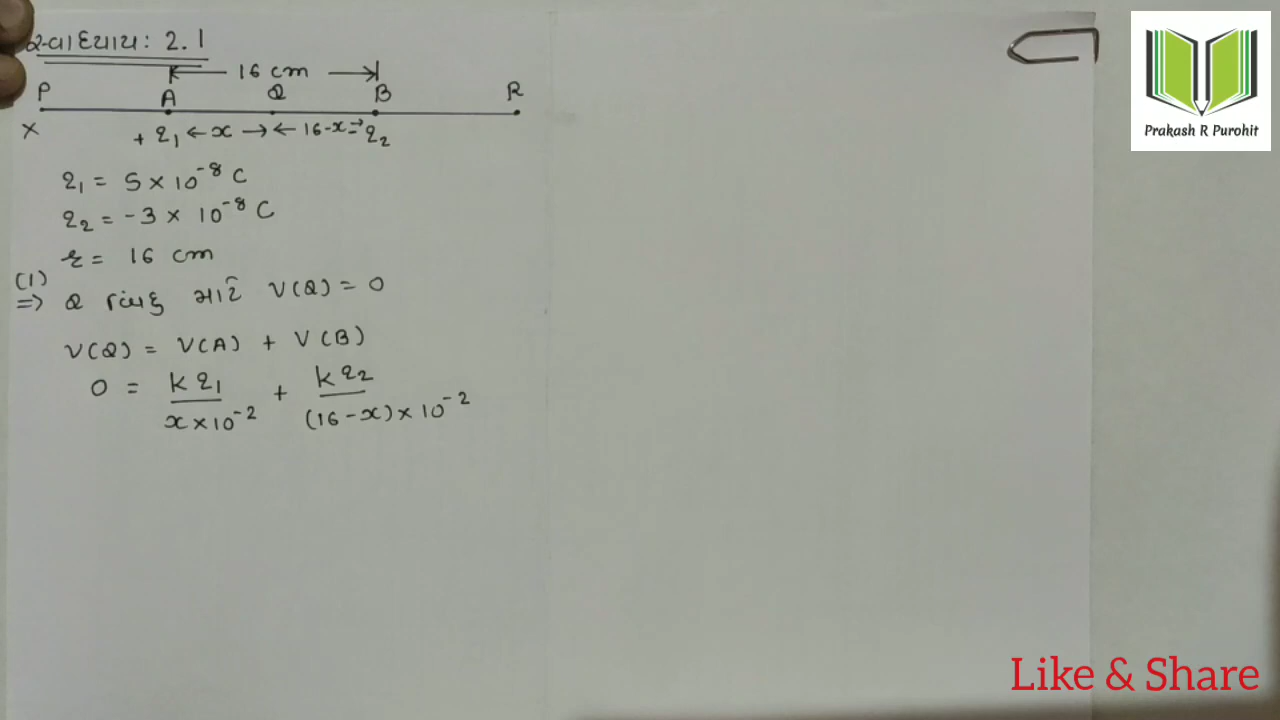 સ્વાધ્યાય: 2.1
16 cm
P A Q B R
X + q₁ ← x → ← 16-x → q₂
q₁ = 5 × 10⁻⁸ C
q₂ = -3 × 10⁻⁸ C
r = 16 cm
(1)
⇒ Q બિંદુ માટે V(Q) = 0
V(Q) = V(A) + V(B)
0 = kq₁/(x×10⁻²) + kq₂/((16-x)×10⁻²)
Prakash R Purohit
Like & Share